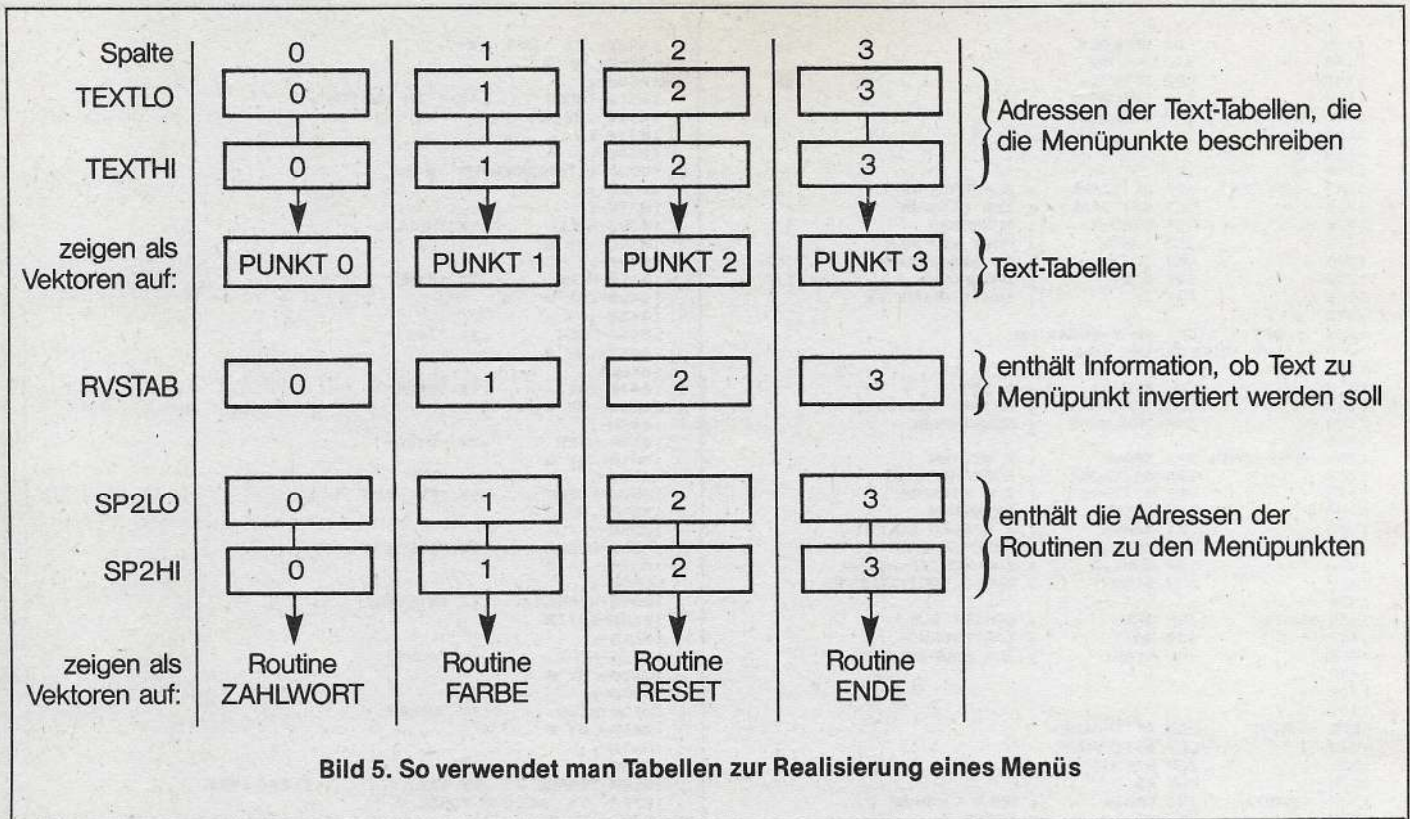 Spalte 0 1 2 3
TEXTLO 0 1 2 3
Adressen der Text-Tabellen, die
die Menüpunkte beschreiben
TEXTHI 0 1 2 3
zeigen als
Vektoren auf:
PUNKT 0 PUNKT 1 PUNKT 2 PUNKT 3
Text-Tabellen
RVSTAB 0 1 2 3
enthält Information, ob Text zu
Menüpunkt invertiert werden soll
SP2LO 0 1 2 3
enthält die Adressen der
Routinen zu den Menüpunkten
SP2HI 0 1 2 3
zeigen als
Vektoren auf:
Routine
ZAHLWORT
Routine
FARBE
Routine
RESET
Routine
ENDE
Bild 5. So verwendet man Tabellen zur Realisierung eines Menüs